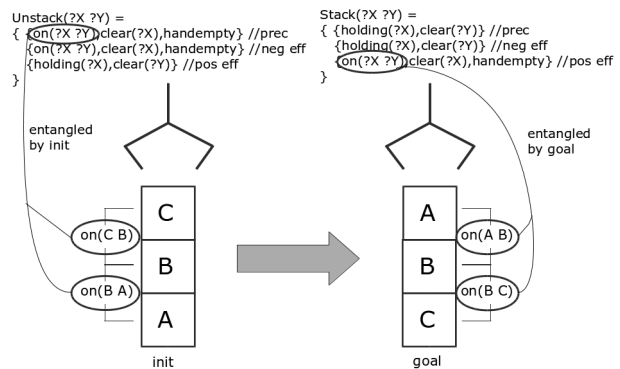 Unstack(?X ?Y) =
{ {on(?X ?Y),clear(?X),handempty} //prec
{on(?X ?Y),clear(?X),handempty} //neg eff
{holding(?X),clear(?Y)} //pos eff
}
Stack(?X ?Y) =
{ {holding(?X),clear(?Y)} //prec
{holding(?X),clear(?Y)} //neg eff
{on(?X ?Y),clear(?X),handempty} //pos eff
}
entangled
by init
entangled
by goal
C
on(C B)
B
on(B A)
A
init
A
on(A B)
B
on(B C)
C
goal